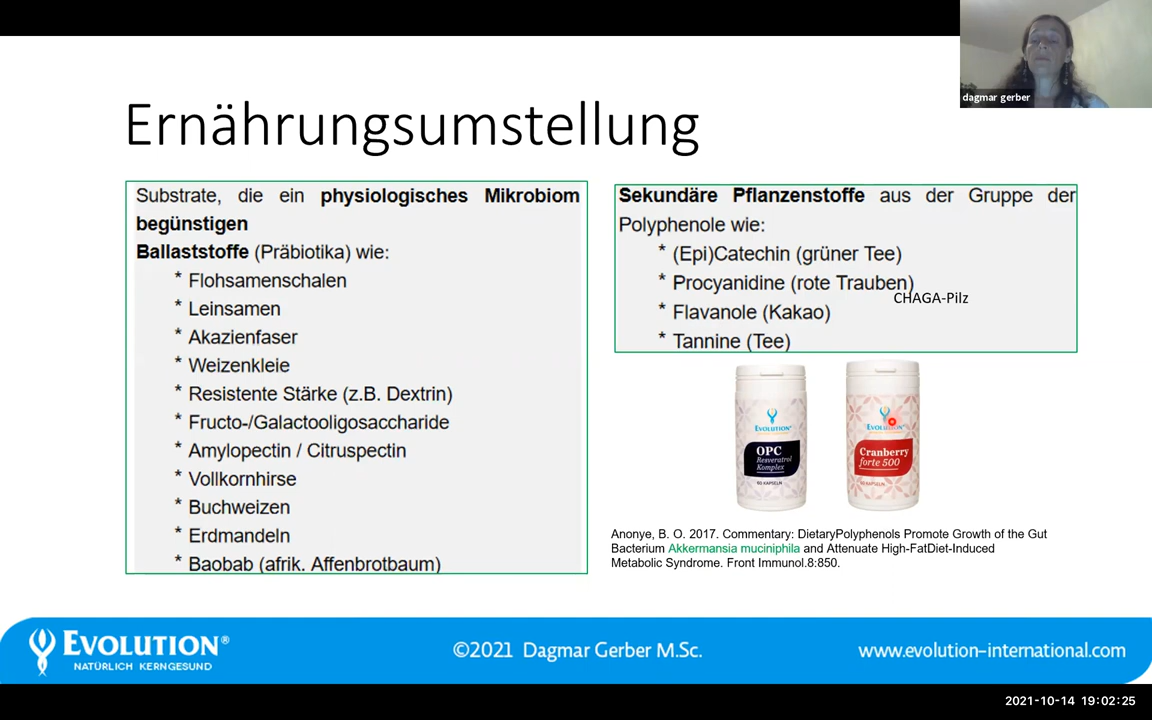 dagmar gerber
Ernährungsumstellung
Substrate, die ein physiologisches Mikrobiom
begünstigen
Ballaststoffe (Präbiotika) wie:
* Flohsamenschalen
* Leinsamen
* Akazienfaser
* Weizenkleie
* Resistente Stärke (z.B. Dextrin)
* Fructo-/Galactooligosaccharide
* Amylopectin / Citruspectin
* Vollkornhirse
* Buchweizen
* Erdmandeln
* Baobab (afrik. Affenbrotbaum)
Sekundäre Pflanzenstoffe aus der Gruppe der
Polyphenole wie:
* (Epi)Catechin (grüner Tee)
* Procyanidine (rote Trauben)
CHAGA-Pilz
* Flavanole (Kakao)
* Tannine (Tee)
EVOLUTION®
OPC
Resveratrol
Komplex
60 KAPSELN
EVOLUTION®
Cranberry
forte 500
60 KAPSELN
Anonye, B. O. 2017. Commentary: DietaryPolyphenols Promote Growth of the Gut
Bacterium Akkermansia muciniphila and Attenuate High-FatDiet-Induced
Metabolic Syndrome. Front Immunol.8:850.
EVOLUTION®
NATÜRLICH KERNGESUND
©2021 Dagmar Gerber M.Sc.
www.evolution-international.com
2021-10-14 19:02:25